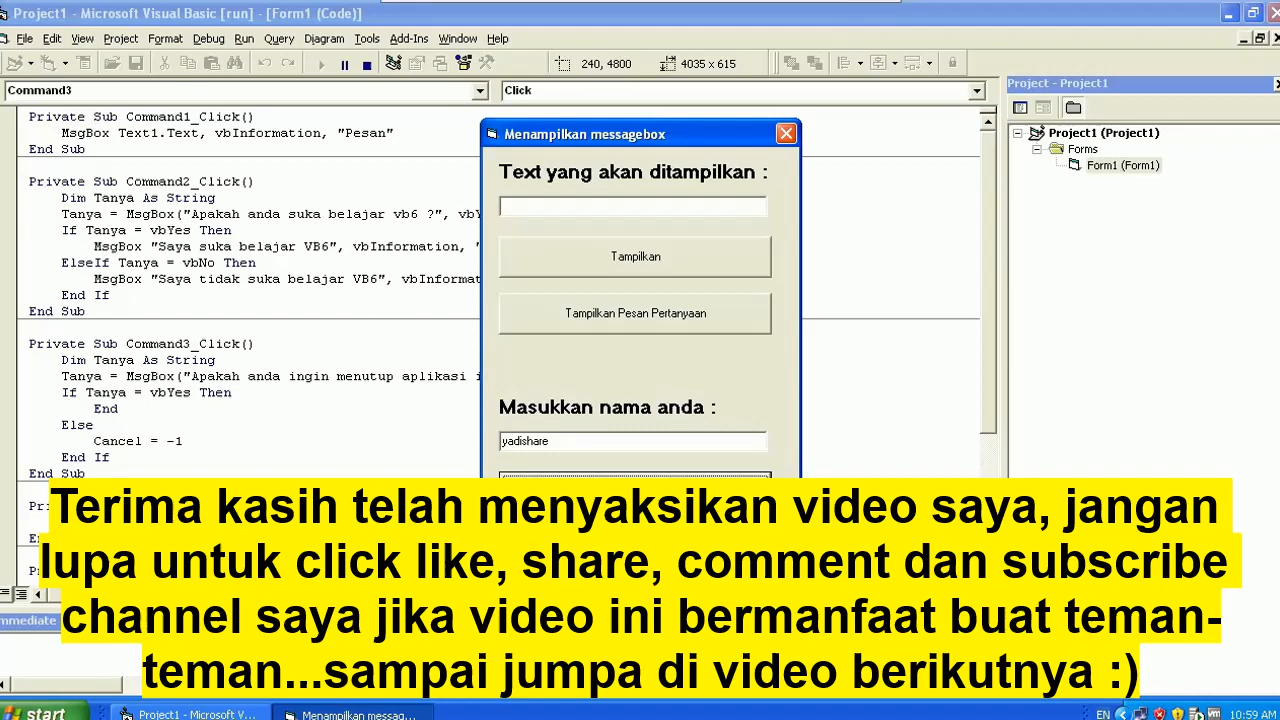 Project1 - Microsoft Visual Basic [run] - [Form1 (Code)]
File Edit View Project Format Debug Run Query Diagram Tools Add-Ins Window Help
240, 4800 4035 x 615
Command3 Click
Private Sub Command1_Click()
MsgBox Text1.Text, vbInformation, "Pesan"
End Sub
Private Sub Command2_Click()
Dim Tanya As String
Tanya = MsgBox("Apakah anda suka belajar vb6 ?",
If Tanya = vbYes Then
MsgBox "Saya suka belajar VB6", vbInformation,
ElseIf Tanya = vbNo Then
MsgBox "Saya tidak suka belajar VB6",
End If
End Sub
Private Sub Command3_Click()
Dim Tanya As String
Tanya = MsgBox("Apakah anda ingin menutup aplikasi
If Tanya = vbYes Then
End
Else
Cancel = -1
End If
End Sub
Menampilkan messagebox
Text yang akan ditampilkan :
Tampilkan
Tampilkan Pesan Pertanyaan
Masukkan nama anda :
yadishare
Project - Project1
Project1 (Project1)
Forms
Form1 (Form1)
Terima kasih telah menyaksikan video saya, jangan
lupa untuk click like, share, comment dan subscribe
channel saya jika video ini bermanfaat buat teman-
teman...sampai jumpa di video berikutnya :)
start Project1 - Microsoft V... Menampilkan messag... EN 10:59 AM